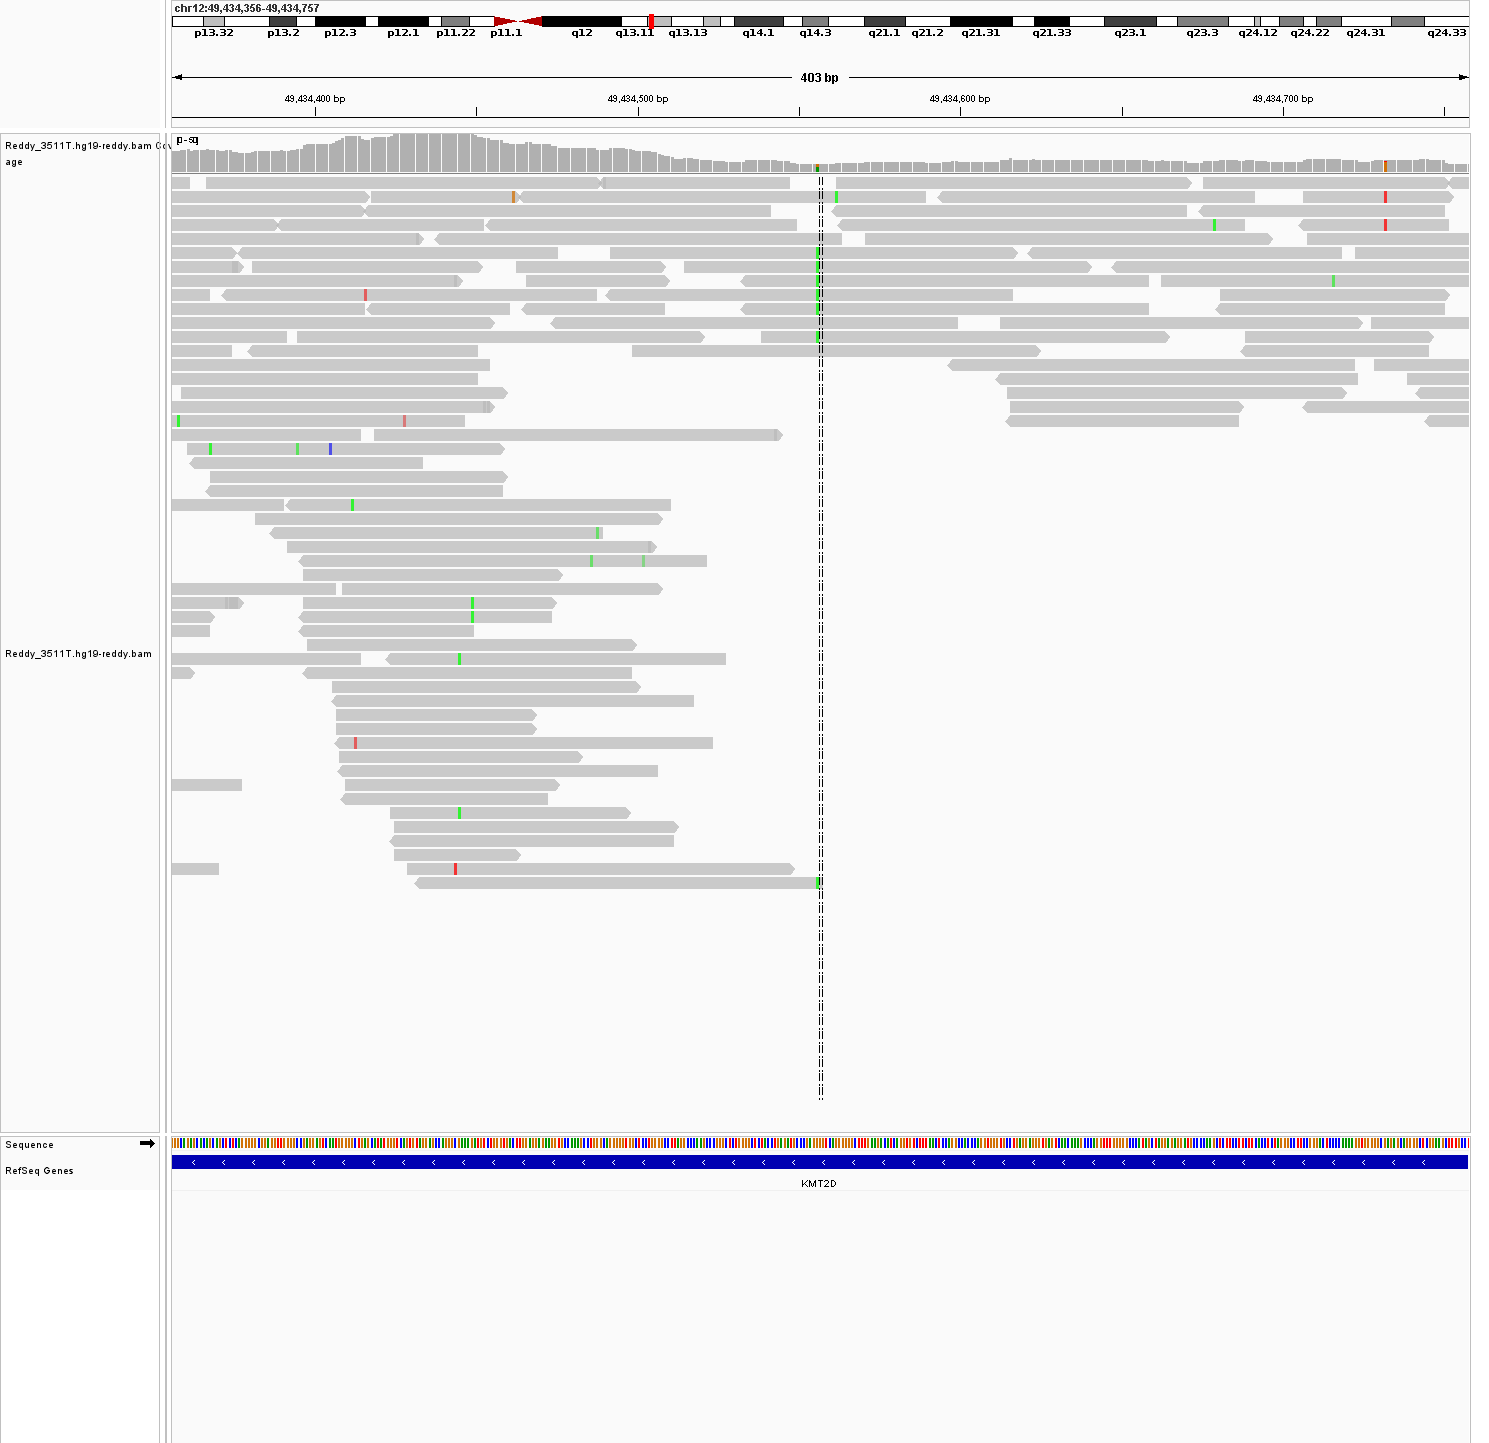 chr12:49,434,356-49,434,757
p13.32 p13.2 p12.3 p12.1 p11.22 p11.1 q12 q13.11 q13.13 q14.1 q14.3 q21.1 q21.2 q21.31 q21.33 q23.1 q23.3 q24.12 q24.22 q24.31 q24.33
403 bp
49,434,400 bp 49,434,500 bp 49,434,600 bp 49,434,700 bp
Reddy_3511T.hg19-reddy.bam Cov
age
Reddy_3511T.hg19-reddy.bam
Sequence
RefSeq Genes
KMT2D